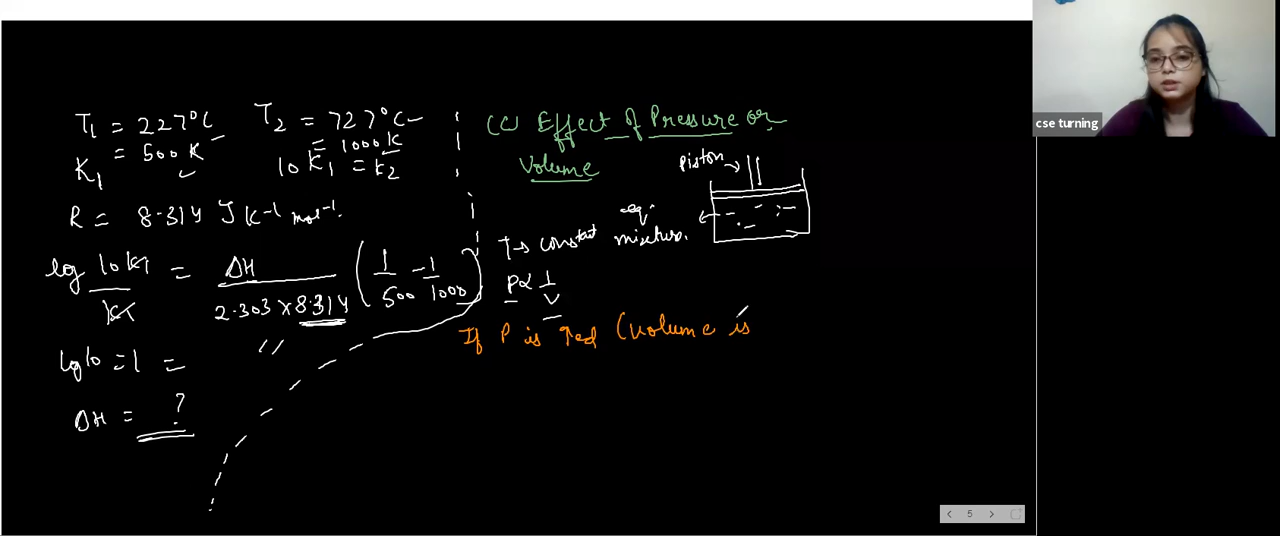 T1 = 227°C
= 500 K
K1
T2 = 727°C
= 1000 K
10 K1 = K2
R = 8.314 J K⁻¹ mol⁻¹.
log 10K1/K1 = ΔH/2.303 × 8.314 (1/500 - 1/1000)
log10 = 1 = "
ΔH = ?
(c) Effect of Pressure or
Volume
Piston →
eq.
T → constant mixture.
P ∝ 1/V
If P is ↑ed (volume is
5
cse turning